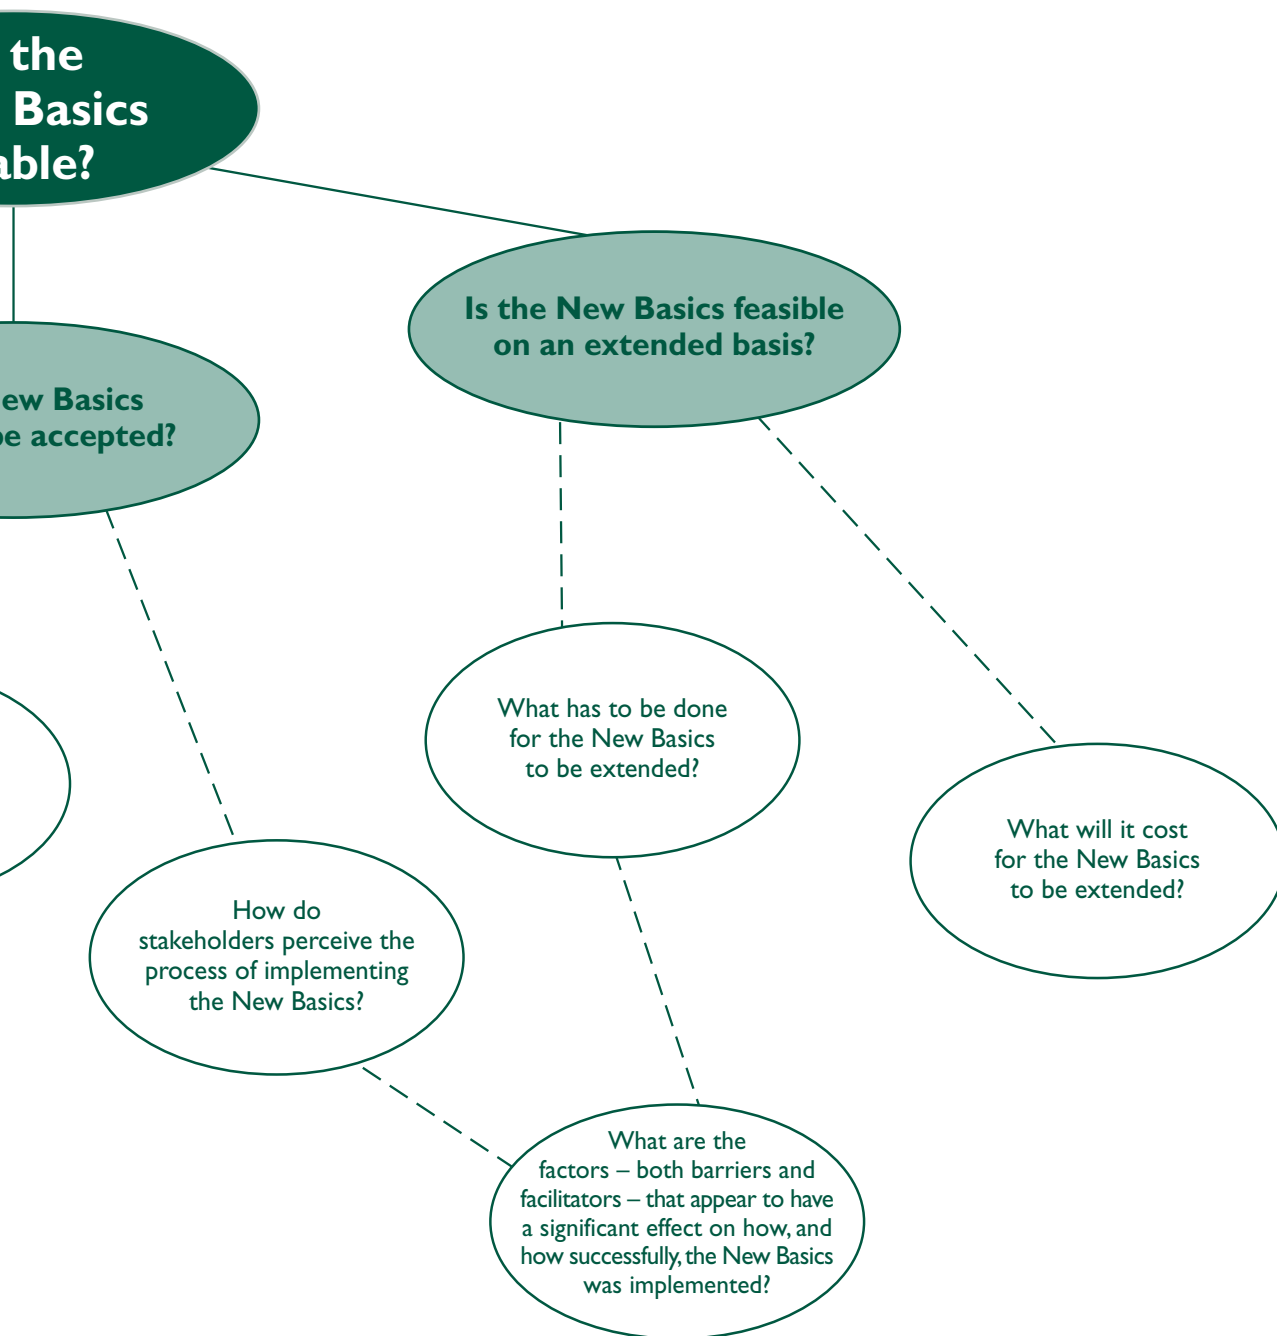 the
Basics
able?
Is the New Basics feasible
on an extended basis?
ew Basics
be accepted?
What has to be done
for the New Basics
to be extended?
What will it cost
for the New Basics
to be extended?
How do
stakeholders perceive the
process of implementing
the New Basics?
What are the
factors – both barriers and
facilitators – that appear to have
a significant effect on how, and
how successfully, the New Basics
was implemented?